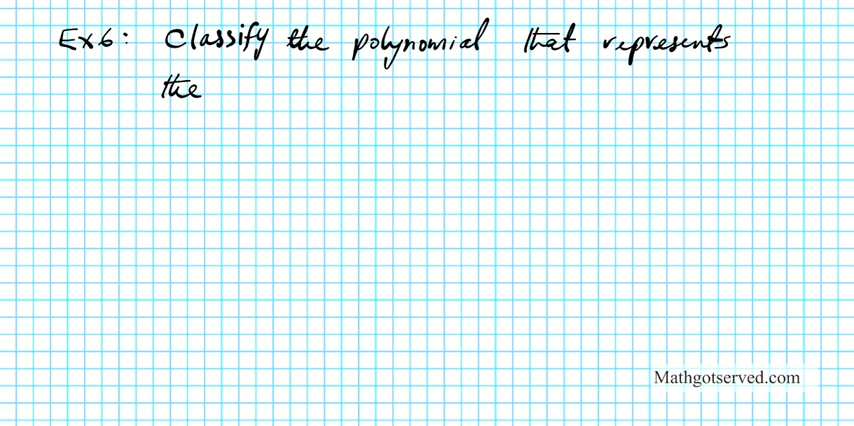 Ex6: Classify the polynomial that represents
the
Mathgotserved.com